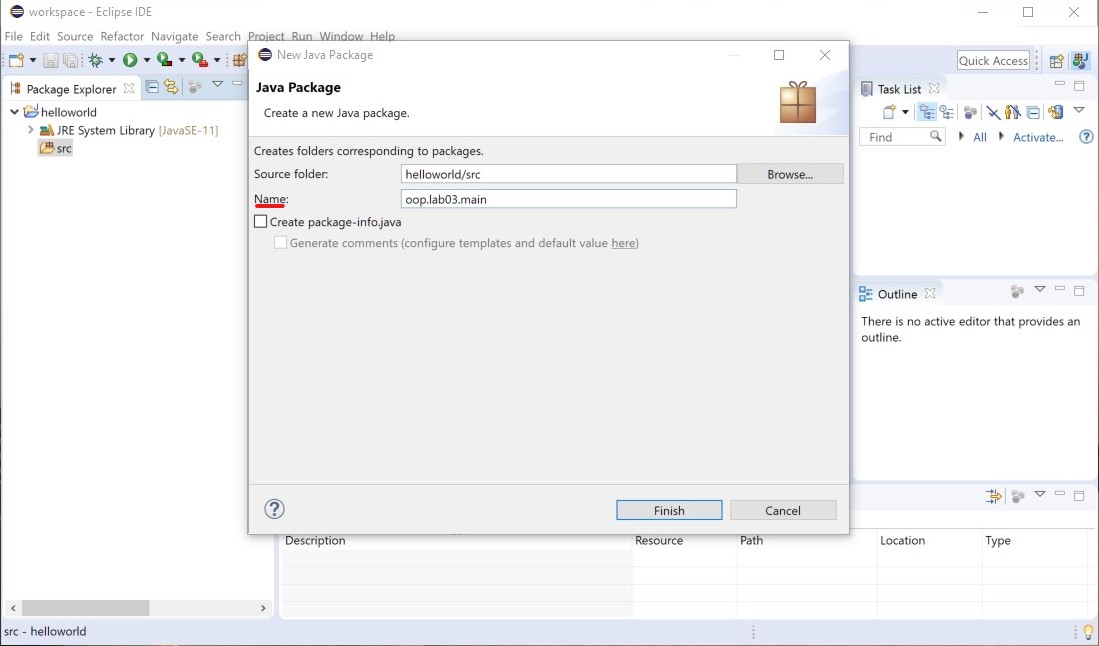 workspace - Eclipse IDE
File Edit Source Refactor Navigate Search Project Run Window Help
Quick Access
Package Explorer
helloworld
JRE System Library [JavaSE-11]
src
New Java Package
Java Package
Create a new Java package.
Creates folders corresponding to packages.
Source folder: helloworld/src Browse...
Name: oop.lab03.main
Create package-info.java
Generate comments (configure templates and default value here)
? Finish Cancel
Task List
Find All Activate... ?
Outline
There is no active editor that provides an
outline.
Description Resource Path Location Type
src - helloworld